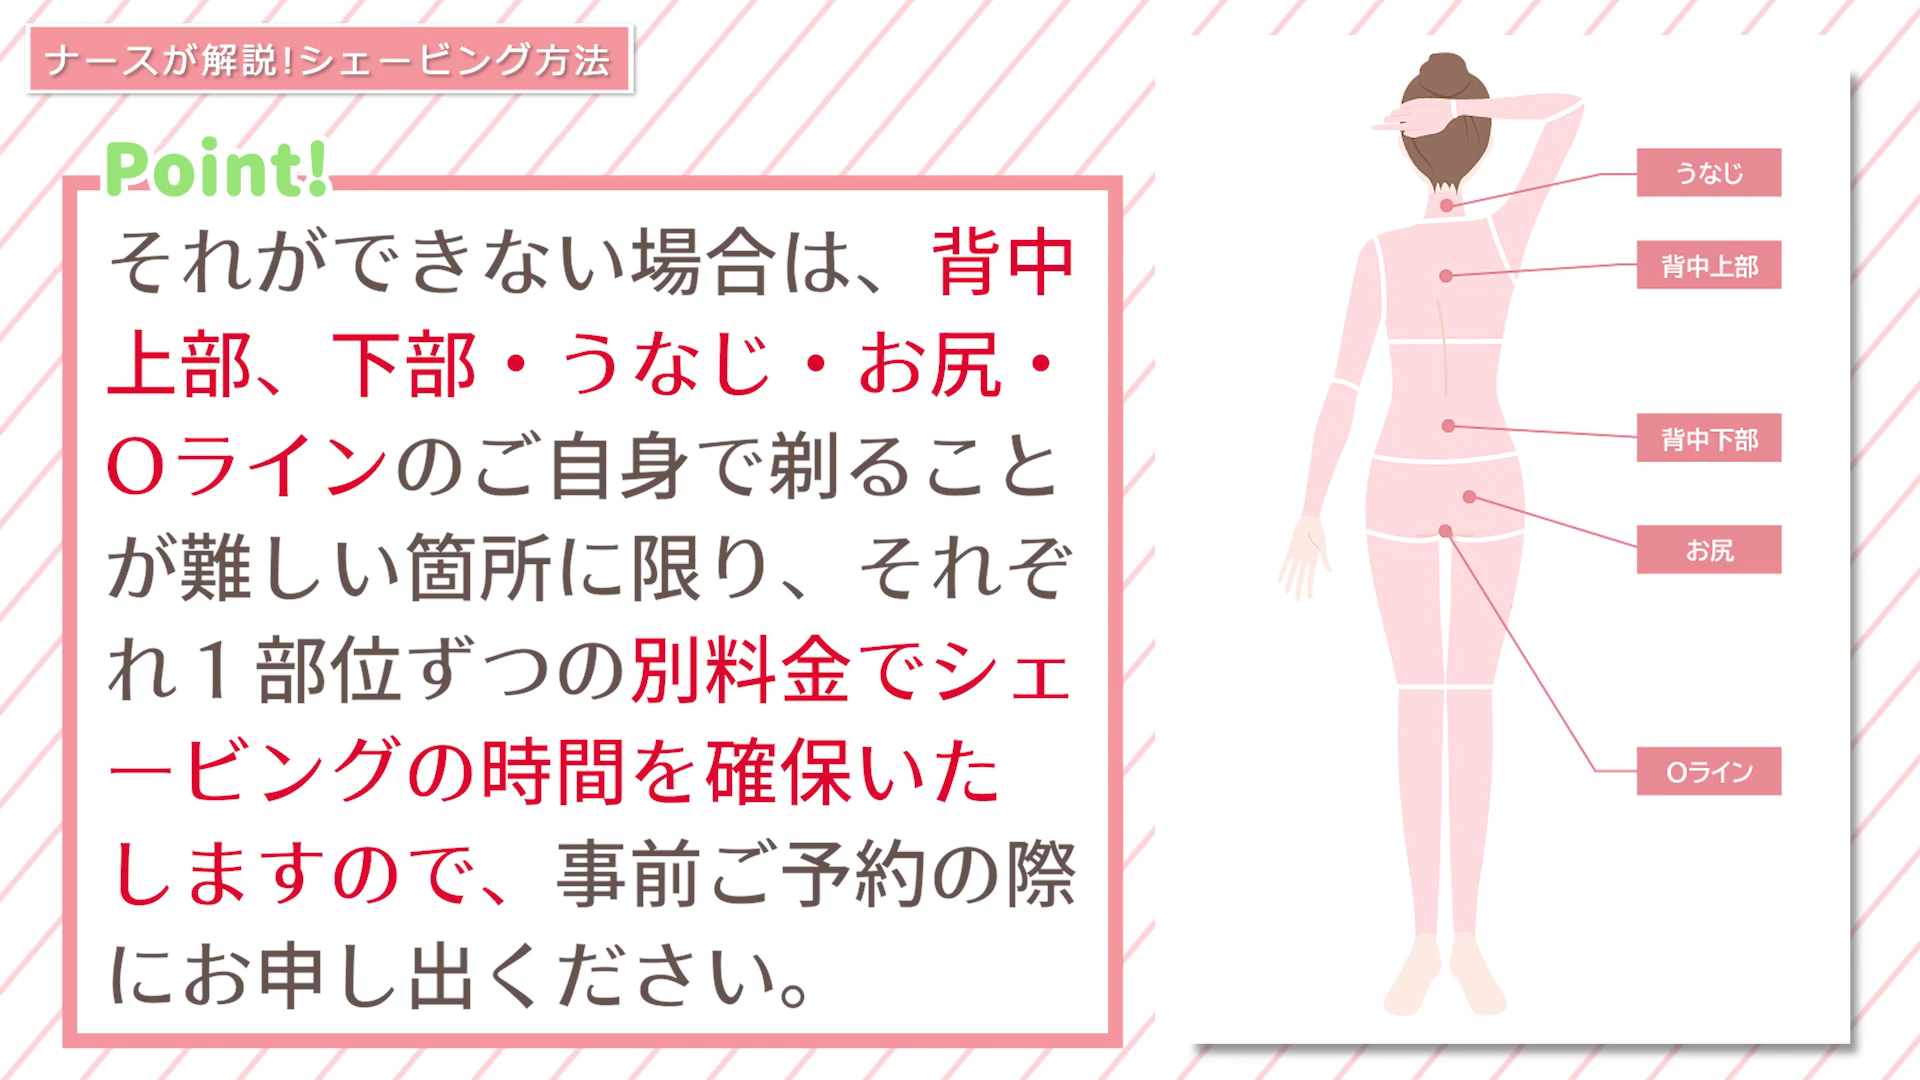 ナースが解説!シェービング方法
Point!
それができない場合は、背中
上部、下部・うなじ・お尻・
Oラインのご自身で剃ること
が難しい箇所に限り、それぞ
れ１部位ずつの別料金でシェ
ービングの時間を確保いた
しますので、事前ご予約の際
にお申し出ください。
うなじ
背中上部
背中下部
お尻
Oライン